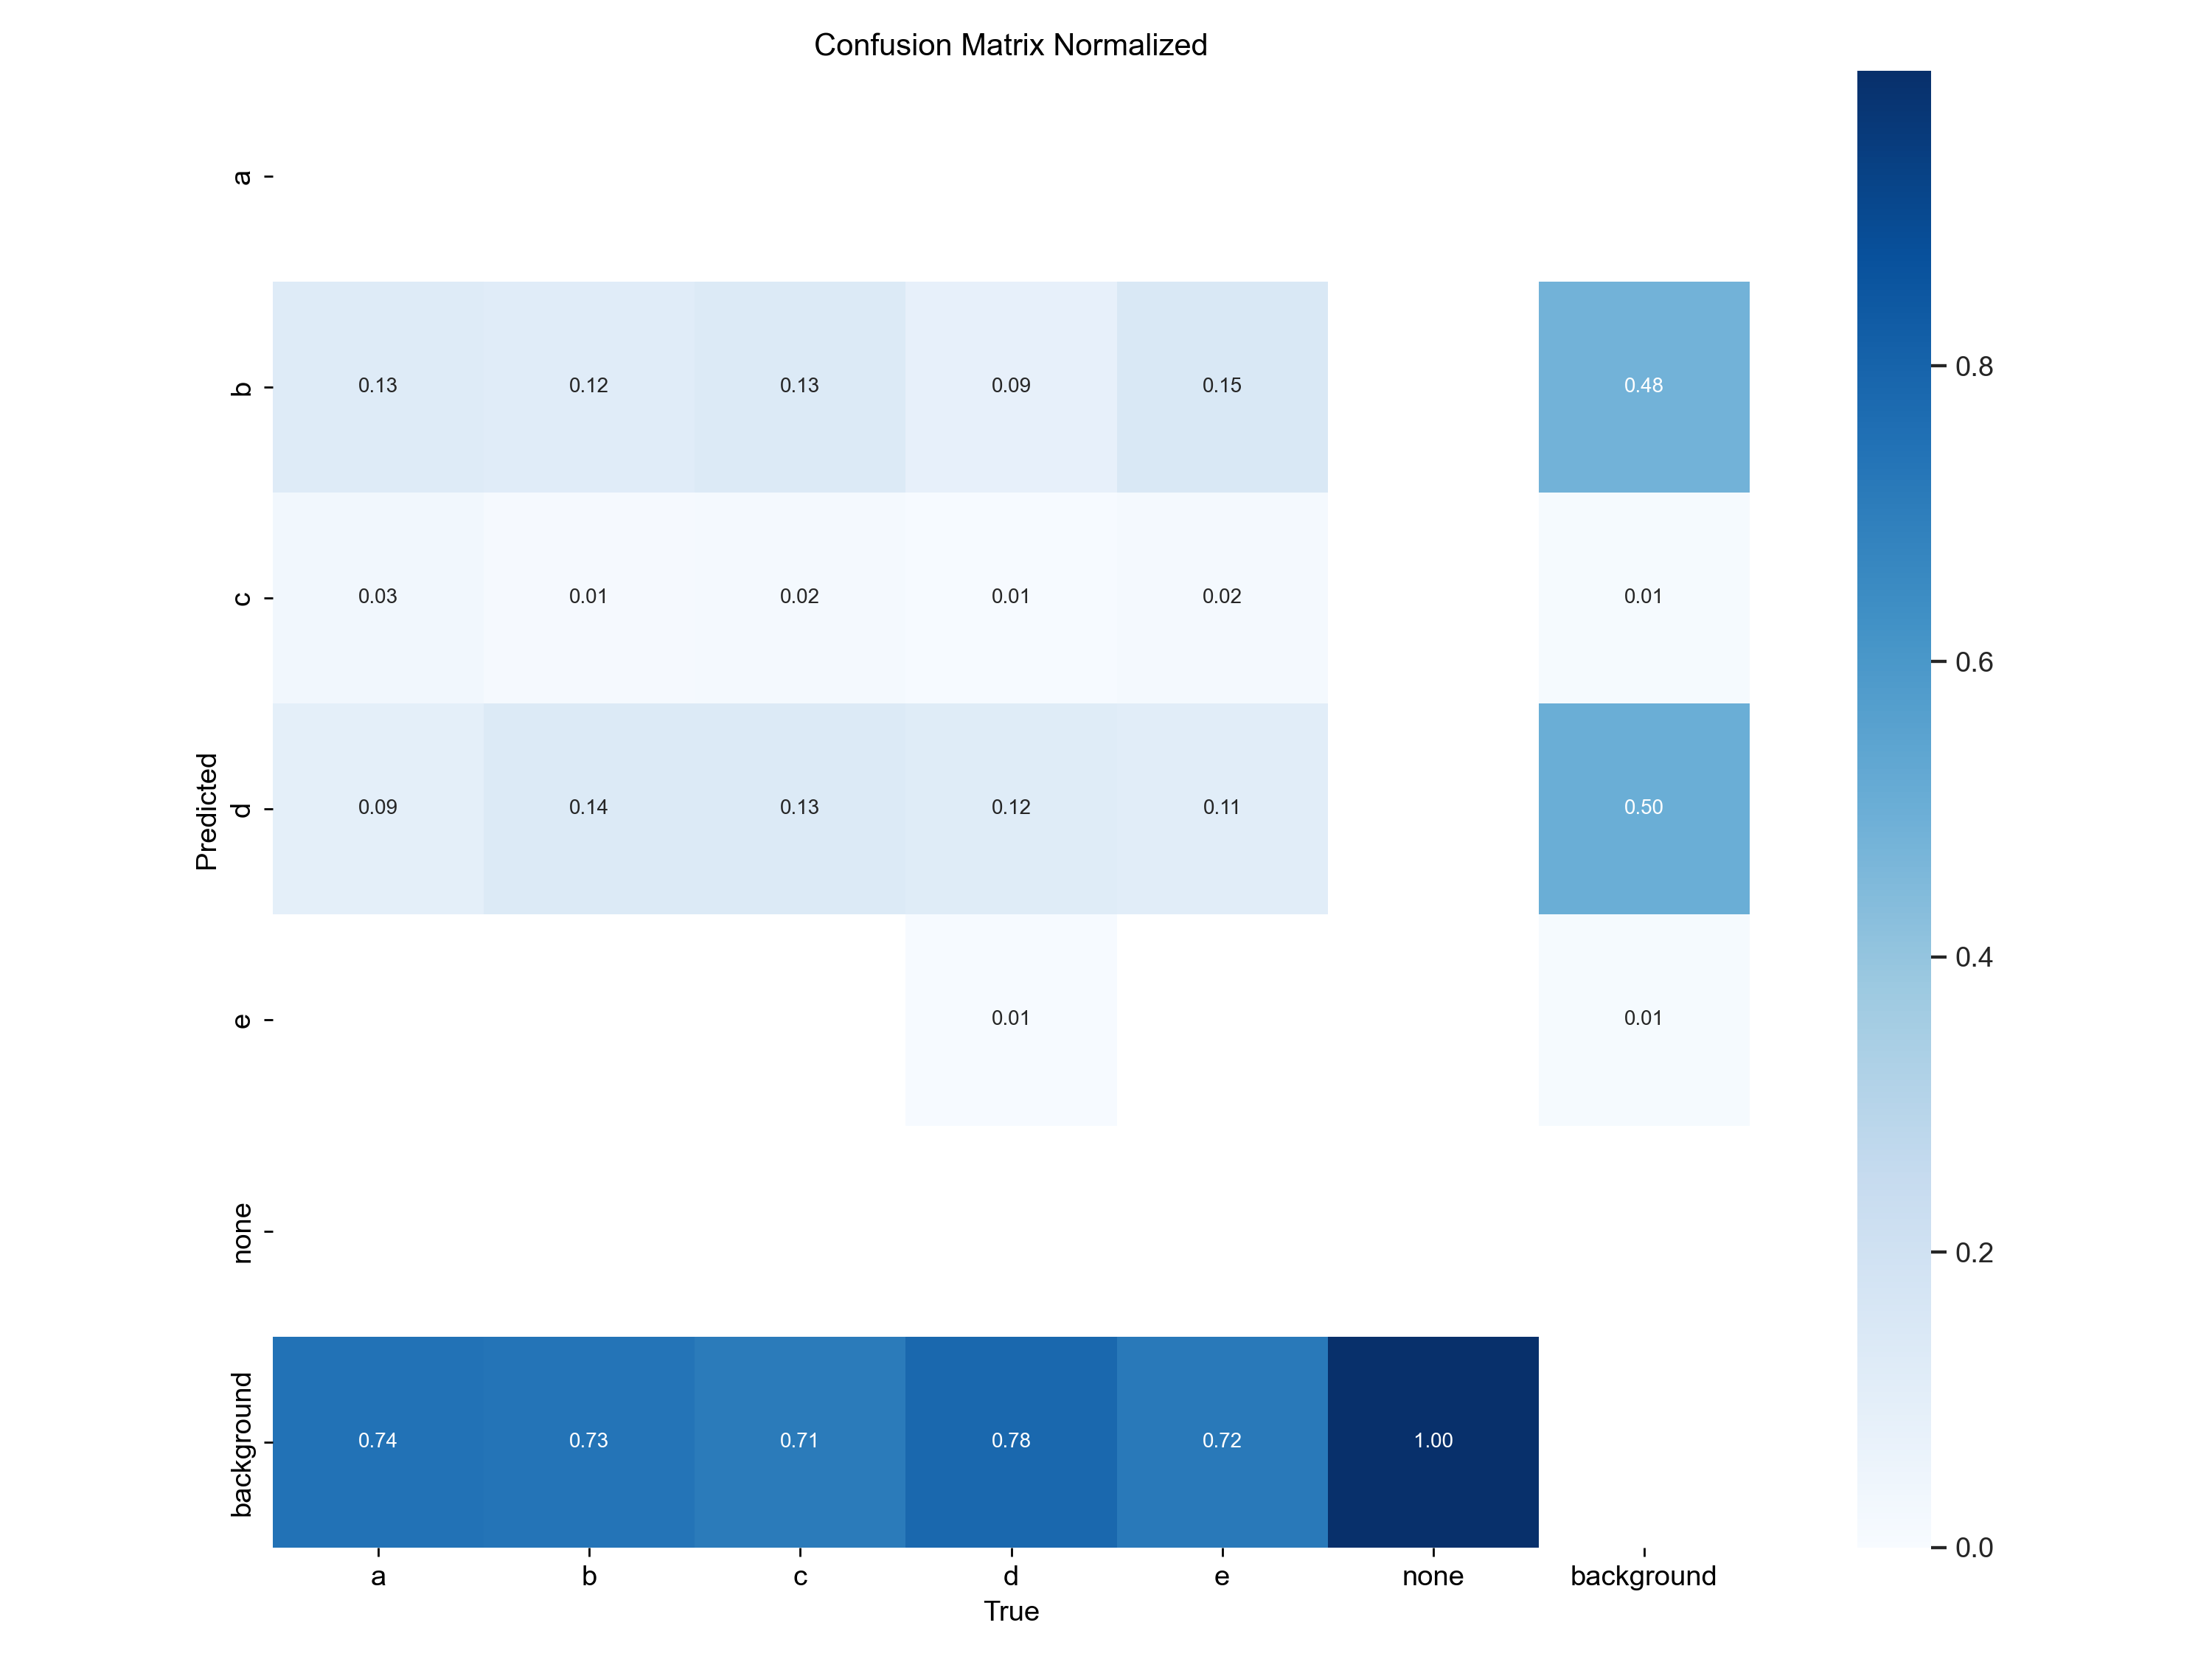 Confusion Matrix Normalized
a
b 0.13 0.12 0.13 0.09 0.15 0.48
c 0.03 0.01 0.02 0.01 0.02 0.01
d 0.09 0.14 0.13 0.12 0.11 0.50
e 0.01 0.01
none
background 0.74 0.73 0.71 0.78 0.72 1.00
Predicted
a b c d e none background
True
0.8
0.6
0.4
0.2
0.0